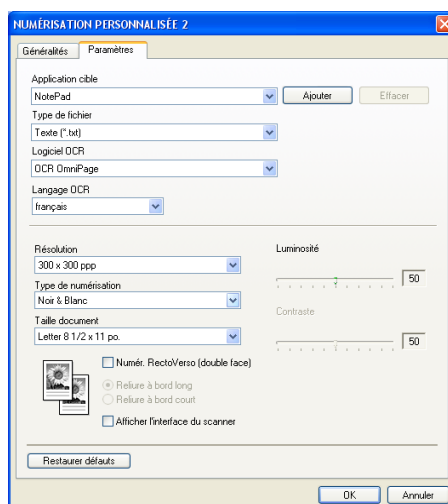 NUMÉRISATION PERSONNALISÉE 2
Généralités Paramètres
Application cible
NotePad Ajouter Effacer
Type de fichier
Texte (*.txt)
Logiciel OCR
OCR OmniPage
Langage OCR
français
Résolution Luminosité
300 x 300 ppp 50
Type de numérisation
Noir & Blanc
Contraste
Taille document
Letter 8 1/2 x 11 po. 50
Numér. RectoVerso (double face)
Reliure à bord long
Reliure à bord court
Afficher l'interface du scanner
Restaurer défauts
OK Annuler